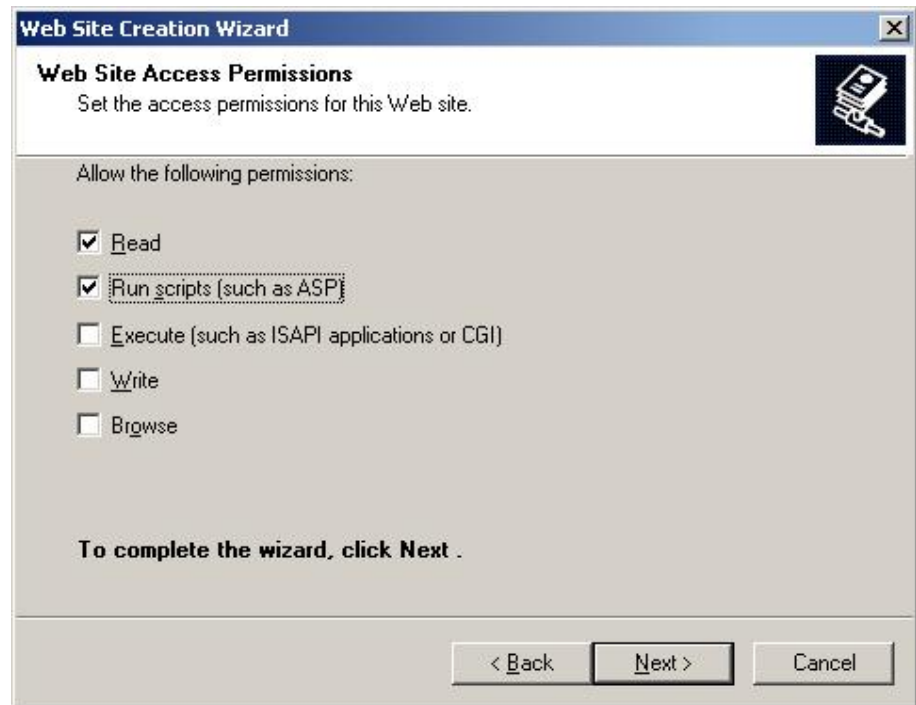 Web Site Creation Wizard
Web Site Access Permissions
Set the access permissions for this Web site.
Allow the following permissions:
Read
Run scripts (such as ASP)
Execute (such as ISAPI applications or CGI)
Write
Browse
To complete the wizard, click Next .
< Back Next > Cancel